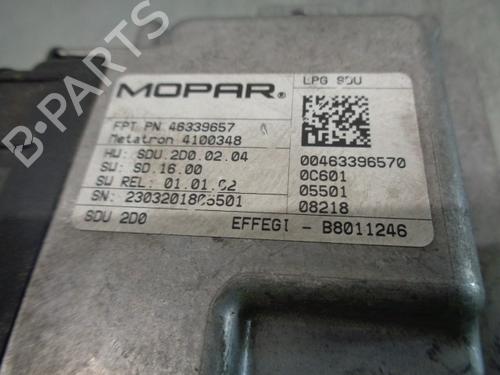 MOPAR®
LPG SDU
FPT PN 46339657
Metatron 4100348
HW: SDU.2D0.02.04
SW: SD.16.00
SW REL: 01.01.02
SN: 2303201805501
SDU 2D0
00463396570
0C601
05501
08218
EFFEGI - B8011246
B-PARTS